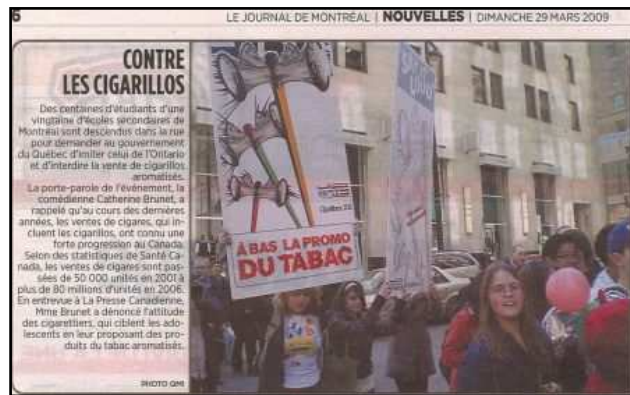 6
LE JOURNAL DE MONTRÉAL | NOUVELLES | DIMANCHE 29 MARS 2009
CONTRE
LES CIGARILLOS
Des centaines d'étudiants d'une
vingtaine d'écoles secondaires de
Montréal sont descendus dans la rue
pour demander au gouvernement
du Québec d'imiter celui de l'Ontario
et d'interdire la vente de cigarillos
aromatisés.
La porte-parole de l'événement, la
comédienne Catherine Brunet, a
rappelé qu'au cours des dernières
années, les ventes de cigares, qui in-
cluent les cigarillos, ont connu une
forte progression au Canada.
Selon des statistiques de Santé Ca-
nada, les ventes de cigares sont pas-
sées de 50 000 unités en 2001 à
plus de 80 millions d'unités en 2006.
En entrevue à La Presse Canadienne,
Mme Brunet a dénoncé l'attitude
des cigarettiers, qui ciblent les ado-
lescents en leur proposant des pro-
duits du tabac aromatisés.
PHOTO QMI
À BAS LA PROMO
DU TABAC